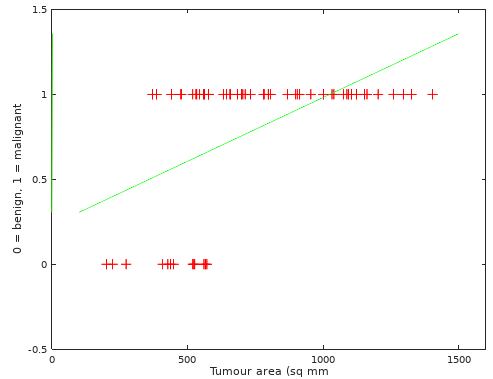 1.5
1
0.5
0
-0.5
0 = benign, 1 = malignant
0 500 1000 1500
Tumour area (sq mm